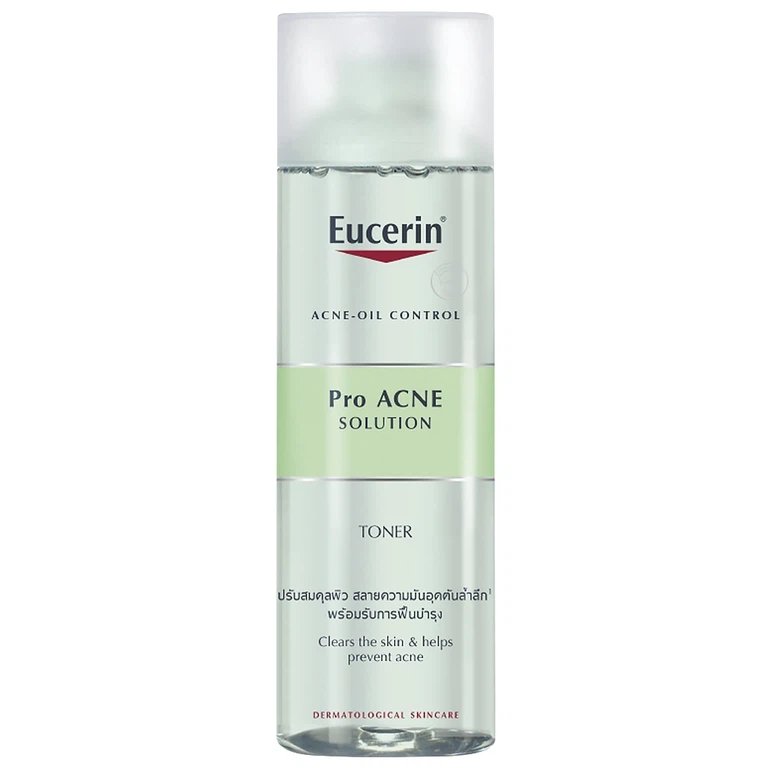 Eucerin®
ACNE-OIL CONTROL
Pro ACNE
SOLUTION
TONER
ปรับสมดุลผิว สลายความมันอุดตันล้ำลึก¹
พร้อมรับการฟื้นบำรุง
Clears the skin & helps
prevent acne
DERMATOLOGICAL SKINCARE